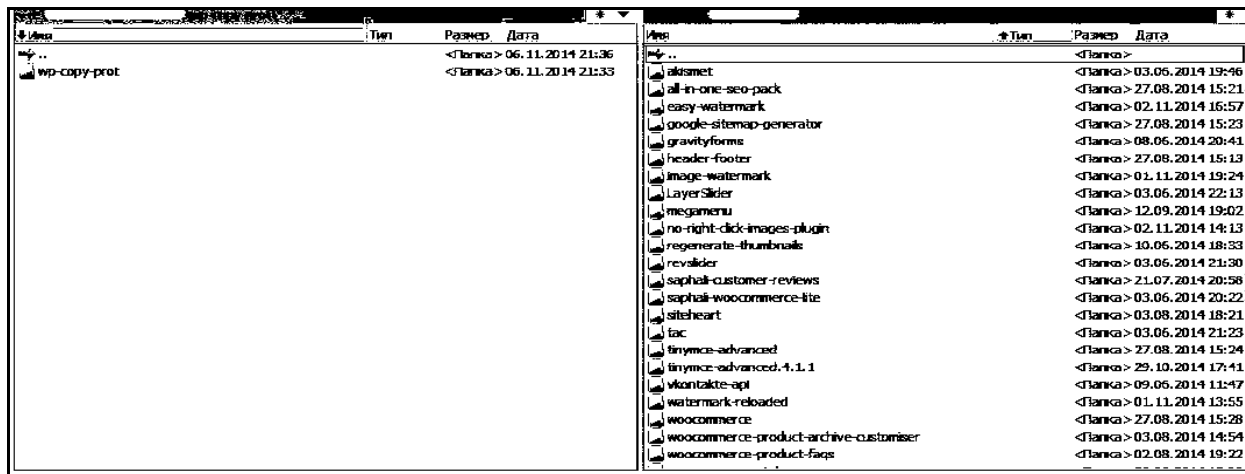 Имя Тип Размер Дата
.. <Папка> 06.11.2014 21:36
wp-copy-prot <Папка> 06.11.2014 21:33
Имя Тип Размер Дата
.. <Папка>
akismet <Папка> 03.06.2014 19:46
all-in-one-seo-pack <Папка> 27.08.2014 15:21
easy-watermark <Папка> 02.11.2014 16:57
google-sitemap-generator <Папка> 27.08.2014 15:23
gravityforms <Папка> 08.06.2014 20:41
header-footer <Папка> 27.08.2014 15:13
image-watermark <Папка> 01.11.2014 19:24
LayerSlider <Папка> 03.06.2014 22:13
megamenu <Папка> 12.09.2014 19:02
no-right-click-images-plugin <Папка> 02.11.2014 14:13
regenerate-thumbnails <Папка> 10.06.2014 18:33
revslider <Папка> 03.06.2014 21:30
saphali-customer-reviews <Папка> 21.07.2014 20:58
saphali-woocommerce-lite <Папка> 03.06.2014 20:22
siteheart <Папка> 03.08.2014 18:21
tac <Папка> 03.06.2014 21:23
tinymce-advanced <Папка> 27.08.2014 15:24
tinymce-advanced.4.1.1 <Папка> 29.10.2014 17:41
vkontakte-api <Папка> 09.06.2014 11:47
watermark-reloaded <Папка> 01.11.2014 13:55
woocommerce <Папка> 27.08.2014 15:28
woocommerce-product-archive-customiser <Папка> 03.08.2014 14:54
woocommerce-product-faqs <Папка> 02.08.2014 19:22